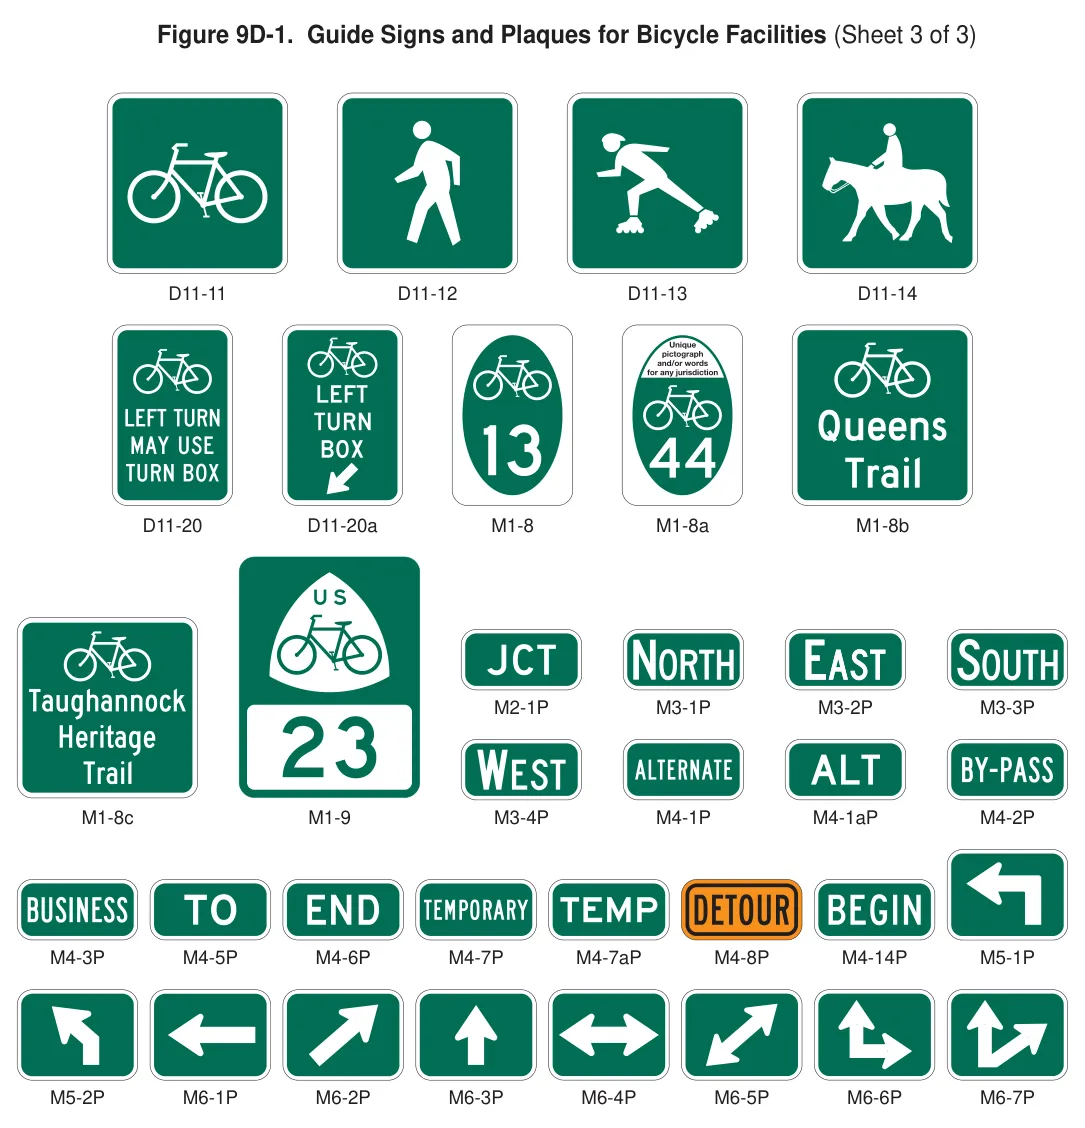 Figure 9D-1. Guide Signs and Plaques for Bicycle Facilities (Sheet 3 of 3)
D11-11
D11-12
D11-13
D11-14
LEFT TURN
MAY USE
TURN BOX
D11-20
LEFT
TURN
BOX
D11-20a
13
M1-8
Unique
pictograph
and/or words
for any jurisdiction
44
M1-8a
Queens
Trail
M1-8b
Taughannock
Heritage
Trail
M1-8c
US
23
M1-9
JCT
M2-1P
NORTH
M3-1P
EAST
M3-2P
SOUTH
M3-3P
WEST
M3-4P
ALTERNATE
M4-1P
ALT
M4-1aP
BY-PASS
M4-2P
BUSINESS
M4-3P
TO
M4-5P
END
M4-6P
TEMPORARY
M4-7P
TEMP
M4-7aP
DETOUR
M4-8P
BEGIN
M4-14P
M5-1P
M5-2P
M6-1P
M6-2P
M6-3P
M6-4P
M6-5P
M6-6P
M6-7P